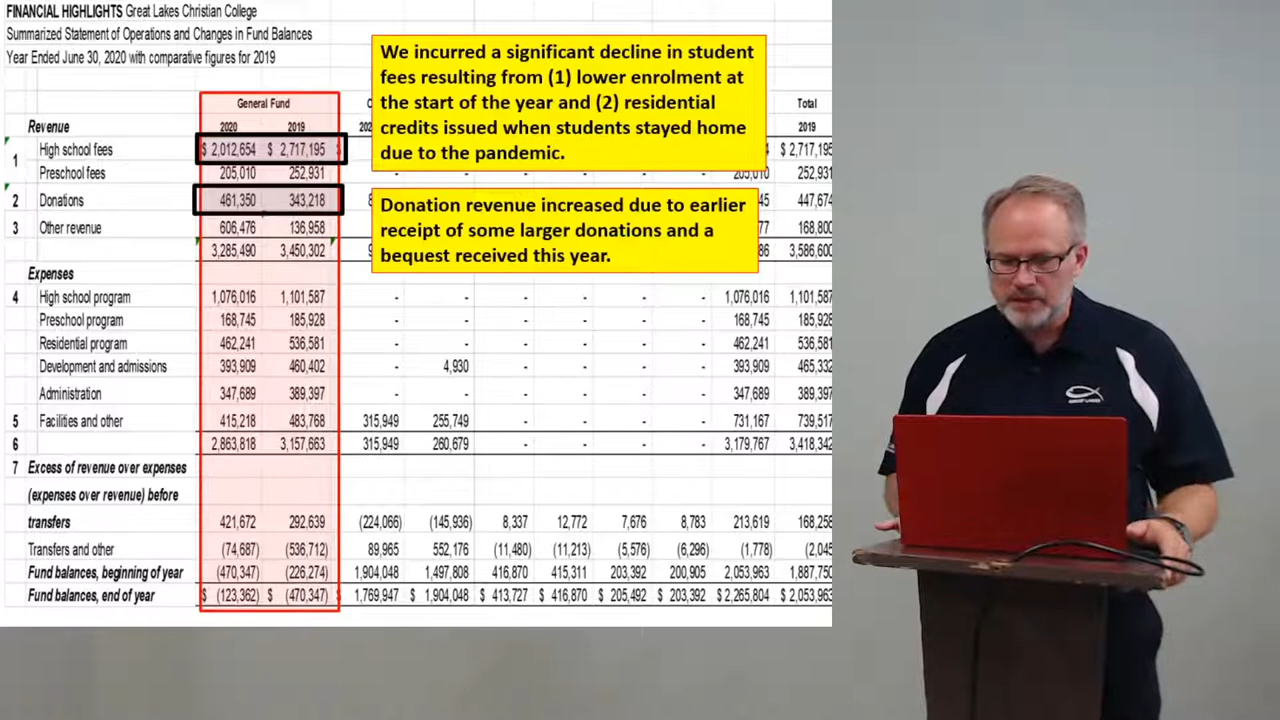 FINANCIAL HIGHLIGHTS Great Lakes Christian College
Summarized Statement of Operations and Changes in Fund Balances
Year Ended June 30, 2020 with comparative figures for 2019
We incurred a significant decline in student
fees resulting from (1) lower enrolment at
the start of the year and (2) residential
credits issued when students stayed home
due to the pandemic.
Donation revenue increased due to earlier
receipt of some larger donations and a
bequest received this year.
General Fund Total
Revenue 2020 2019 2019
1 High school fees $ 2,012,654 $ 2,717,195 $ 2,717,195
Preschool fees 205,010 252,931 - - - - - - 205,010 252,931
2 Donations 461,350 343,218 447,674
3 Other revenue 606,476 136,958 168,800
3,285,490 3,450,302 3,586,600
Expenses
4 High school program 1,076,016 1,101,587 - - - - - - 1,076,016 1,101,587
Preschool program 168,745 185,928 - - - - - - 168,745 185,928
Residential program 462,241 536,581 - - - - - - 462,241 536,581
Development and admissions 393,909 460,402 - 4,930 - - - - 393,909 465,332
Administration 347,689 389,397 - - - - - - 347,689 389,397
5 Facilities and other 415,218 483,768 315,949 255,749 - - - - 731,167 739,517
6 2,863,818 3,157,663 315,949 260,679 - - - - 3,179,767 3,418,342
7 Excess of revenue over expenses
(expenses over revenue) before
transfers 421,672 292,639 (224,066) (145,936) 8,337 12,772 7,676 8,783 213,619 168,258
Transfers and other (74,687) (536,712) 89,965 552,176 (11,480) (11,213) (5,576) (6,296) (1,778) (2,045
Fund balances, beginning of year (470,347) (226,274) 1,904,048 1,497,808 416,870 415,311 203,392 200,905 2,053,963 1,887,750
Fund balances, end of year $ (123,362) $ (470,347) $ 1,769,947 $ 1,904,048 $ 413,727 $ 416,870 $ 205,492 $ 203,392 $ 2,265,804 $ 2,053,963
GREAT LAKES